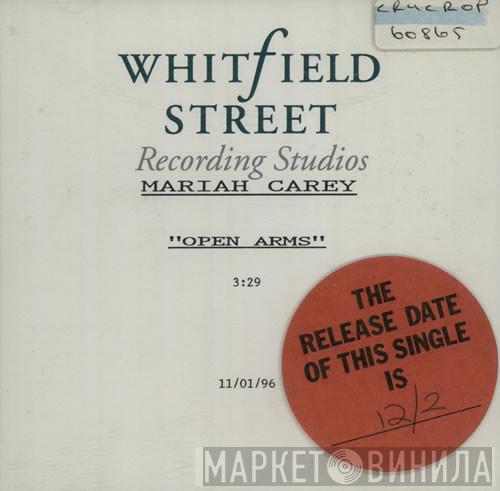 CRMCROP
60865
WHITfIELD
STREET
Recording Studios
MARIAH CAREY
"OPEN ARMS"
3:29
11/01/96
THE
RELEASE DATE
OF THIS SINGLE
IS
12/2
МАРКЕТ ВИНИЛА